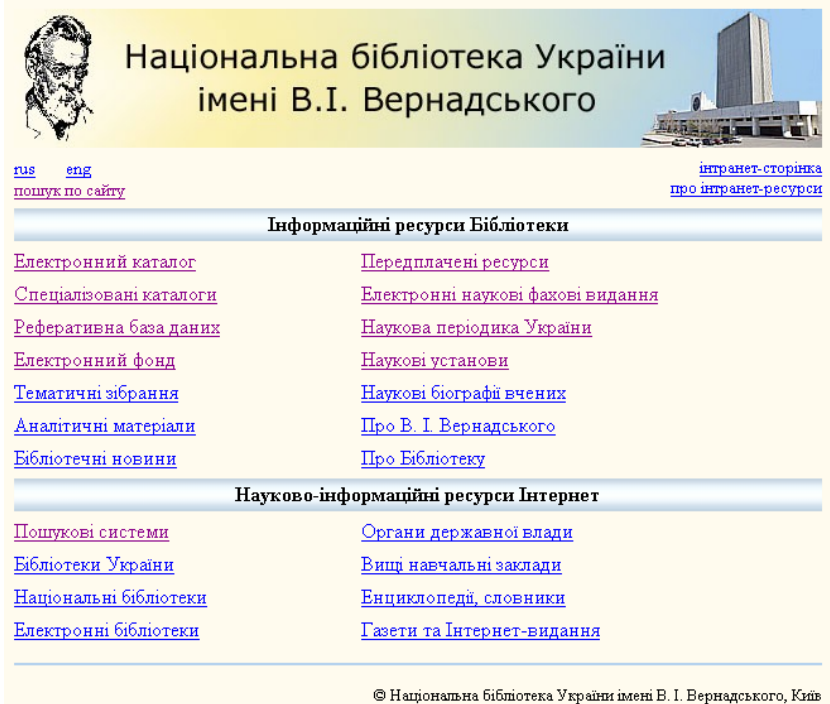 Національна бібліотека України
імені В.І. Вернадського
rus eng
пошук по сайту
інтранет-сторінка
про інтранет-ресурси
Інформаційні ресурси Бібліотеки
Електронний каталог
Передплачені ресурси
Спеціалізовані каталоги
Електронні наукові фахові видання
Реферативна база даних
Наукова періодика України
Електронний фонд
Наукові установи
Тематичні зібрання
Наукові біографії вчених
Аналітичні матеріали
Про В. І. Вернадського
Бібліотечні новини
Про Бібліотеку
Науково-інформаційні ресурси Інтернет
Пошукові системи
Органи державної влади
Бібліотеки України
Вищі навчальні заклади
Національні бібліотеки
Енциклопедії, словники
Електронні бібліотеки
Газети та Інтернет-видання
© Національна бібліотека України імені В. І. Вернадського, Київ